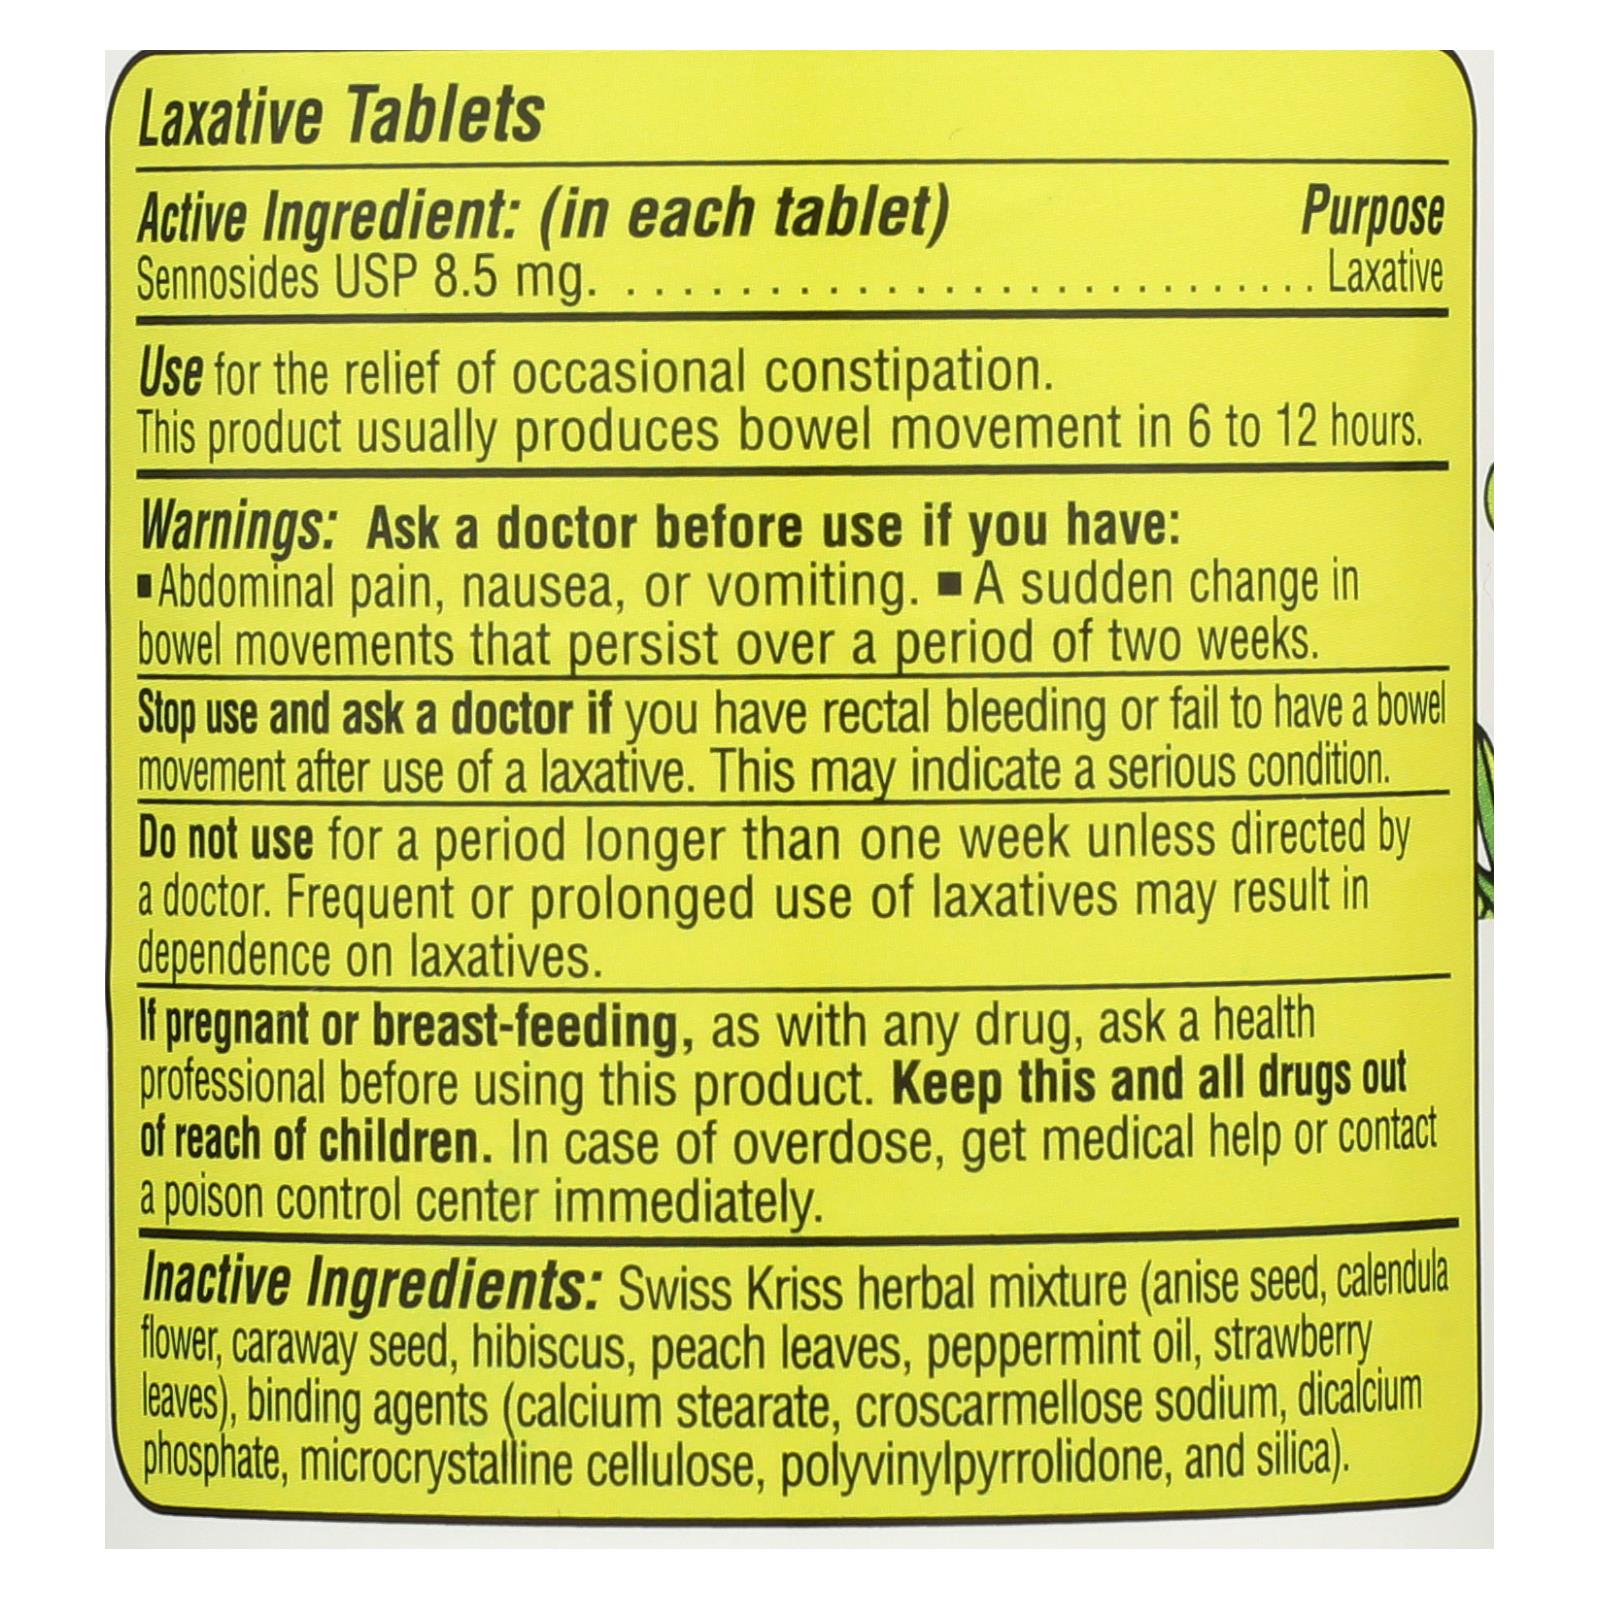 Laxative Tablets
Active Ingredient: (in each tablet) Purpose
Sennosides USP 8.5 mg. . . . . . . . . . . . . . . . . . . . . . . . . . Laxative
Use for the relief of occasional constipation.
This product usually produces bowel movement in 6 to 12 hours.
Warnings: Ask a doctor before use if you have:
■ Abdominal pain, nausea, or vomiting. ■ A sudden change in
bowel movements that persist over a period of two weeks.
Stop use and ask a doctor if you have rectal bleeding or fail to have a bowel
movement after use of a laxative. This may indicate a serious condition.
Do not use for a period longer than one week unless directed by
a doctor. Frequent or prolonged use of laxatives may result in
dependence on laxatives.
If pregnant or breast-feeding, as with any drug, ask a health
professional before using this product. Keep this and all drugs out
of reach of children. In case of overdose, get medical help or contact
a poison control center immediately.
Inactive Ingredients: Swiss Kriss herbal mixture (anise seed, calendula
flower, caraway seed, hibiscus, peach leaves, peppermint oil, strawberry
leaves), binding agents (calcium stearate, croscarmellose sodium, dicalcium
phosphate, microcrystalline cellulose, polyvinylpyrrolidone, and silica).